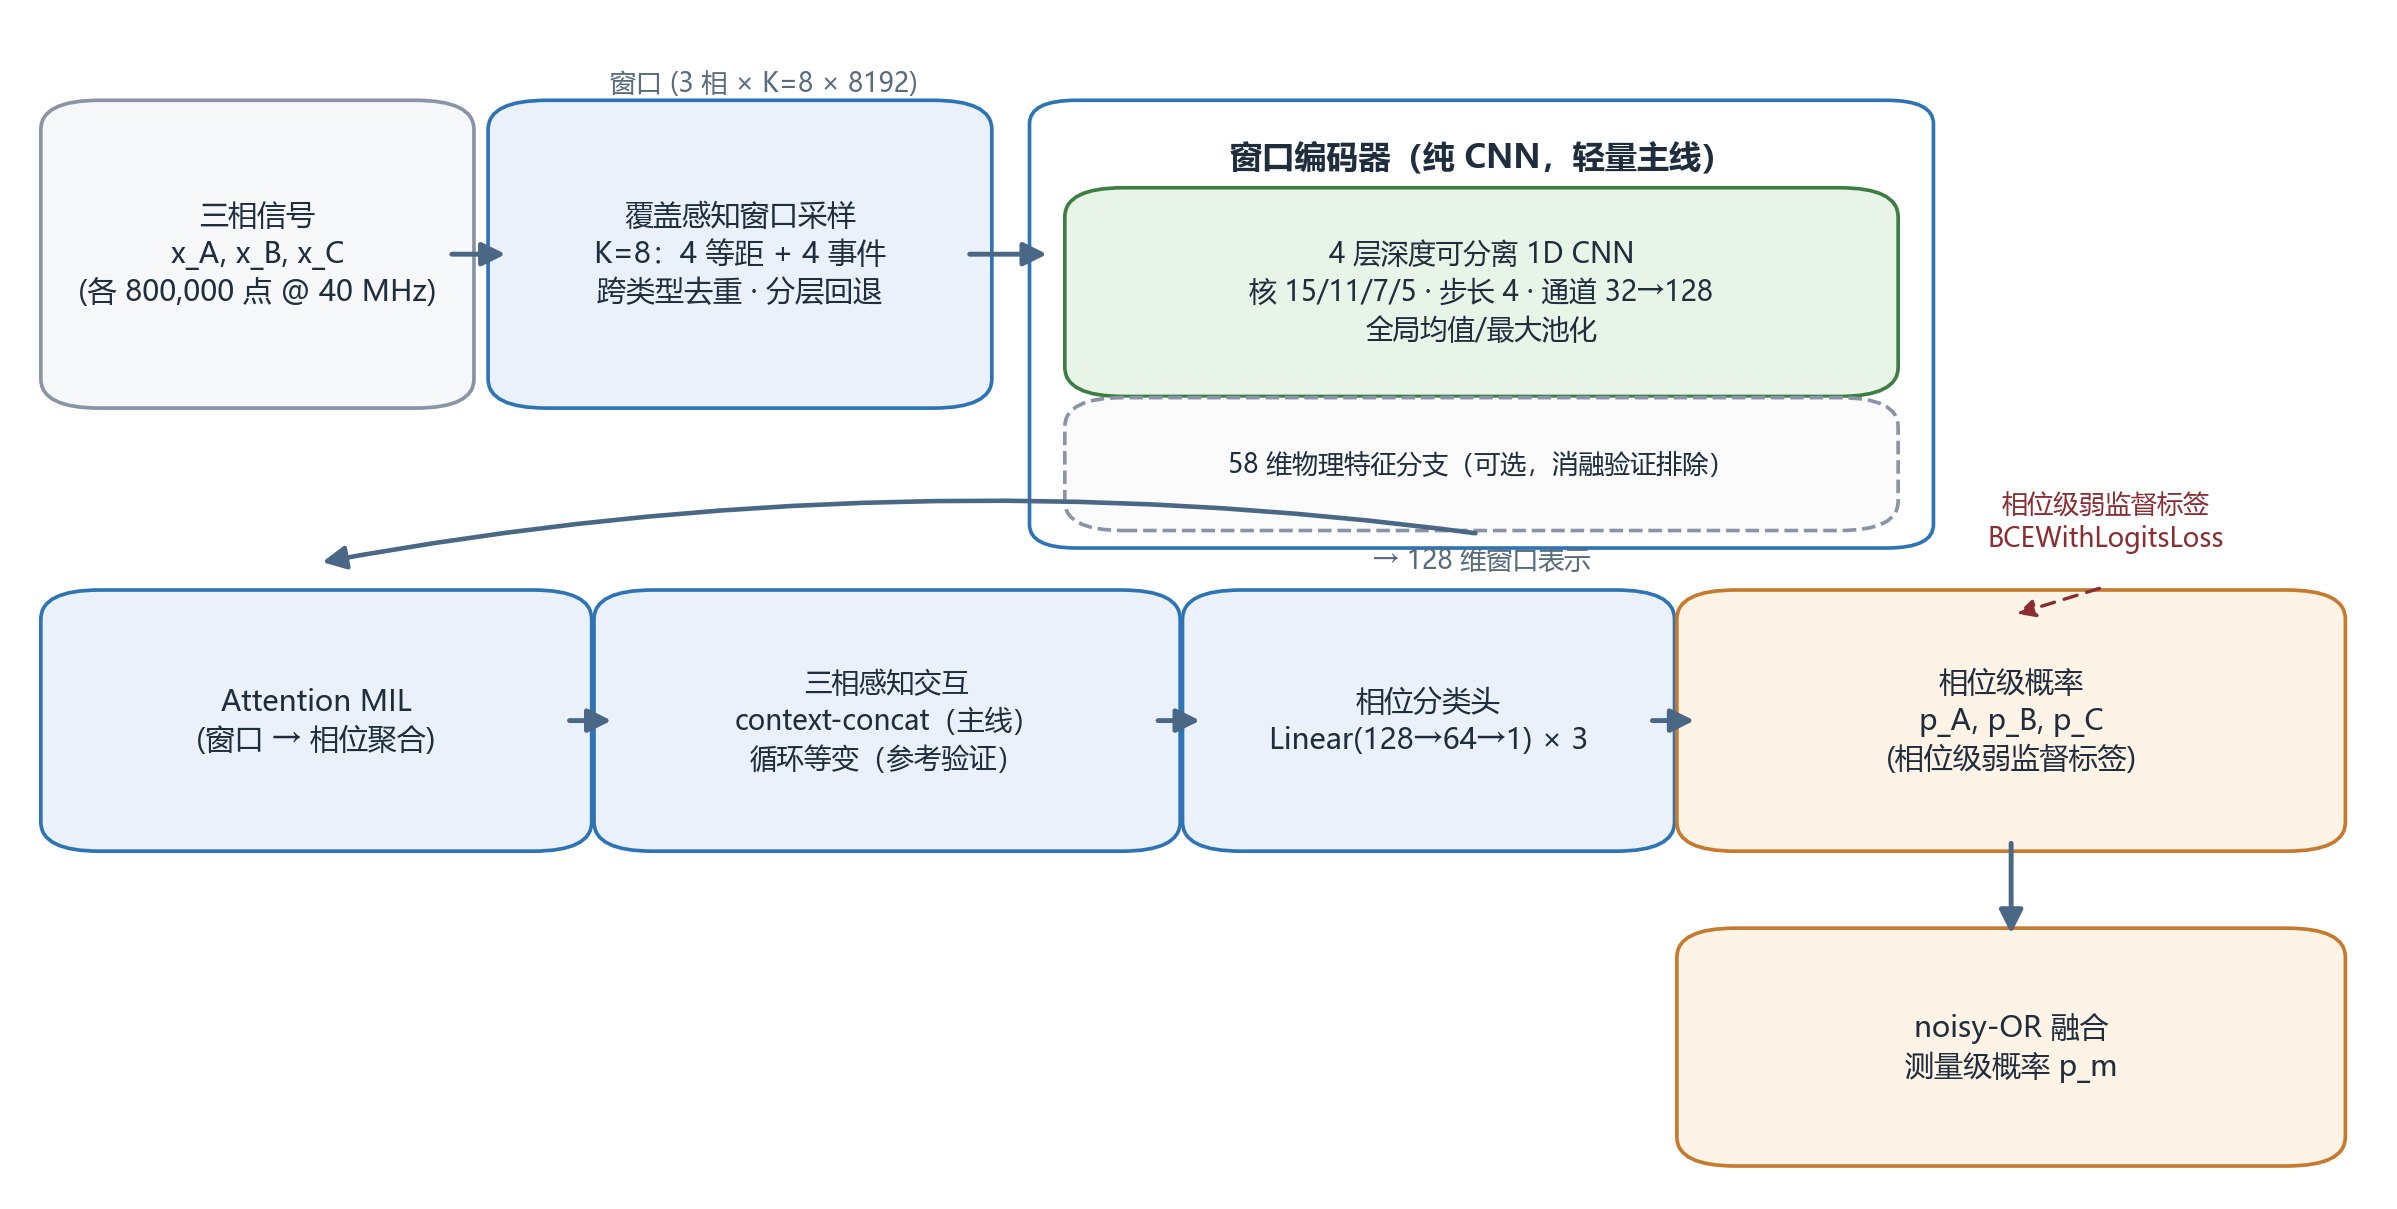 窗口 (3 相 × K=8 × 8192)
三相信号
x_A, x_B, x_C
(各 800,000 点 @ 40 MHz)
覆盖感知窗口采样
K=8：4 等距 + 4 事件
跨类型去重 · 分层回退
窗口编码器（纯 CNN，轻量主线）
4 层深度可分离 1D CNN
核 15/11/7/5 · 步长 4 · 通道 32→128
全局均值/最大池化
58 维物理特征分支（可选，消融验证排除）
→ 128 维窗口表示
相位级弱监督标签
BCEWithLogitsLoss
Attention MIL
(窗口 → 相位聚合)
三相感知交互
context-concat（主线）
循环等变（参考验证）
相位分类头
Linear(128→64→1) × 3
相位级概率
p_A, p_B, p_C
(相位级弱监督标签)
noisy-OR 融合
测量级概率 p_m